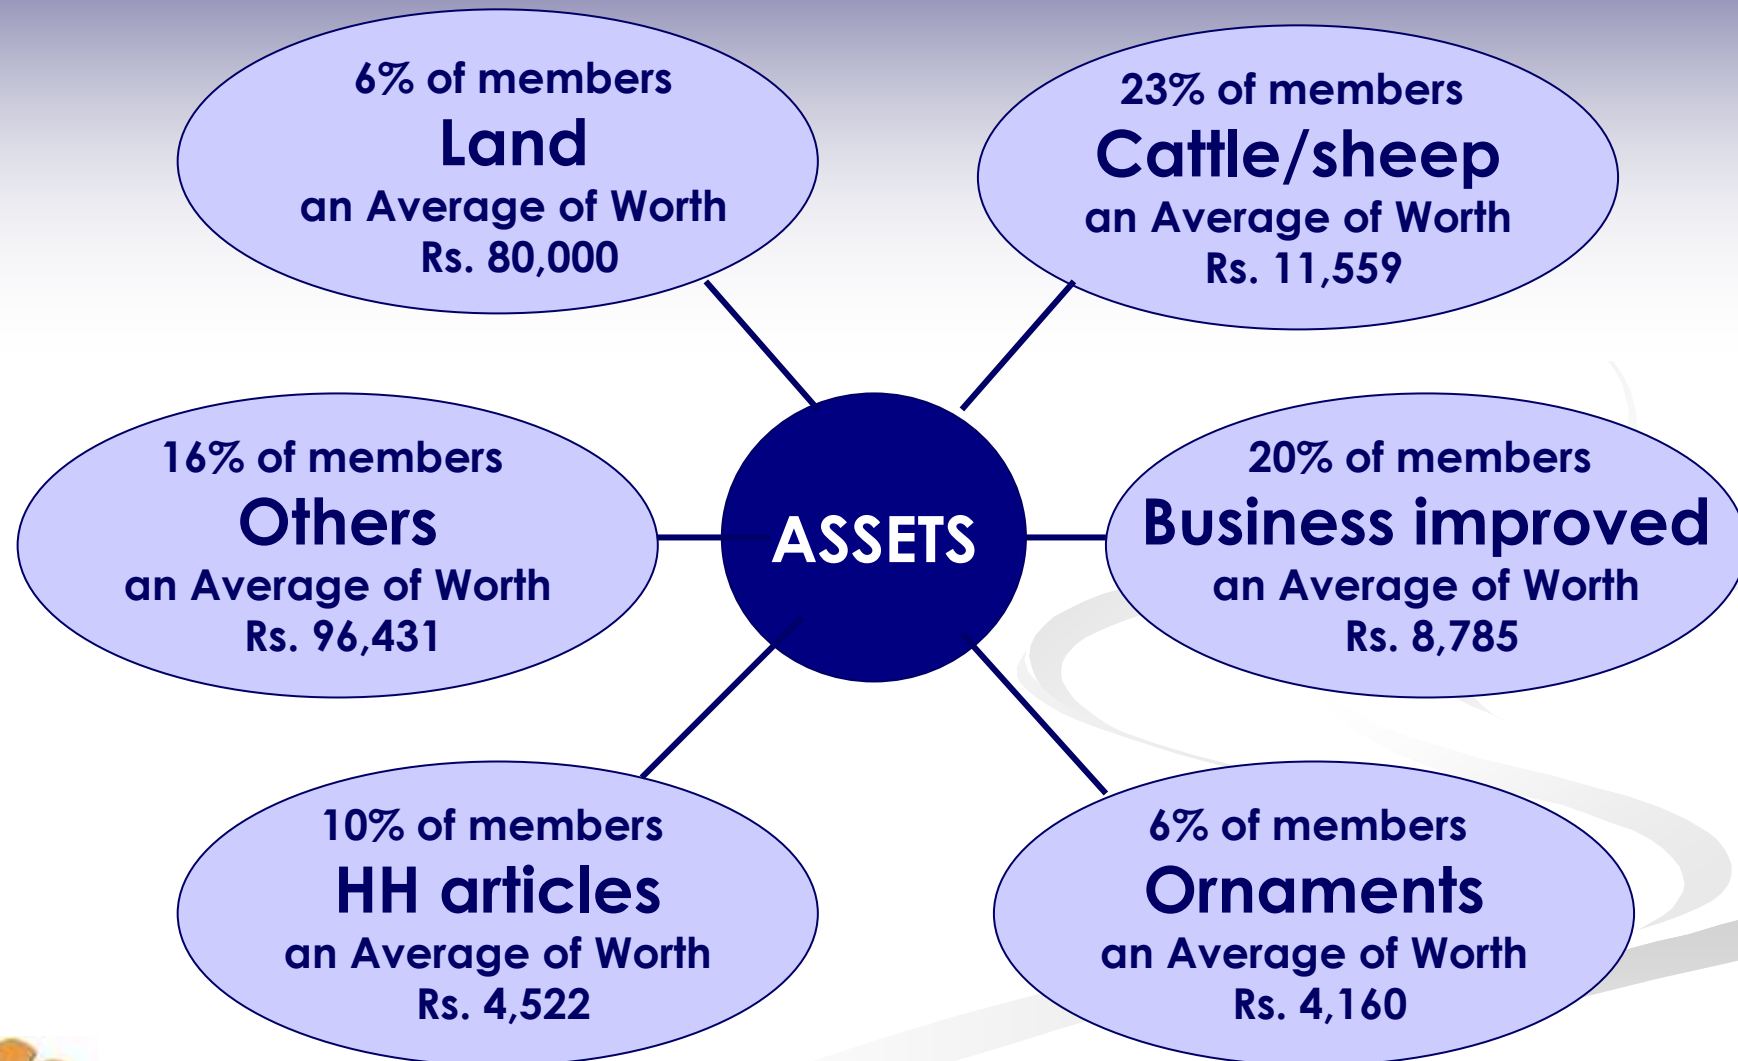 6% of members
Land
an Average of Worth
Rs. 80,000
23% of members
Cattle/sheep
an Average of Worth
Rs. 11,559
16% of members
Others
an Average of Worth
Rs. 96,431
ASSETS
20% of members
Business improved
an Average of Worth
Rs. 8,785
10% of members
HH articles
an Average of Worth
Rs. 4,522
6% of members
Ornaments
an Average of Worth
Rs. 4,160